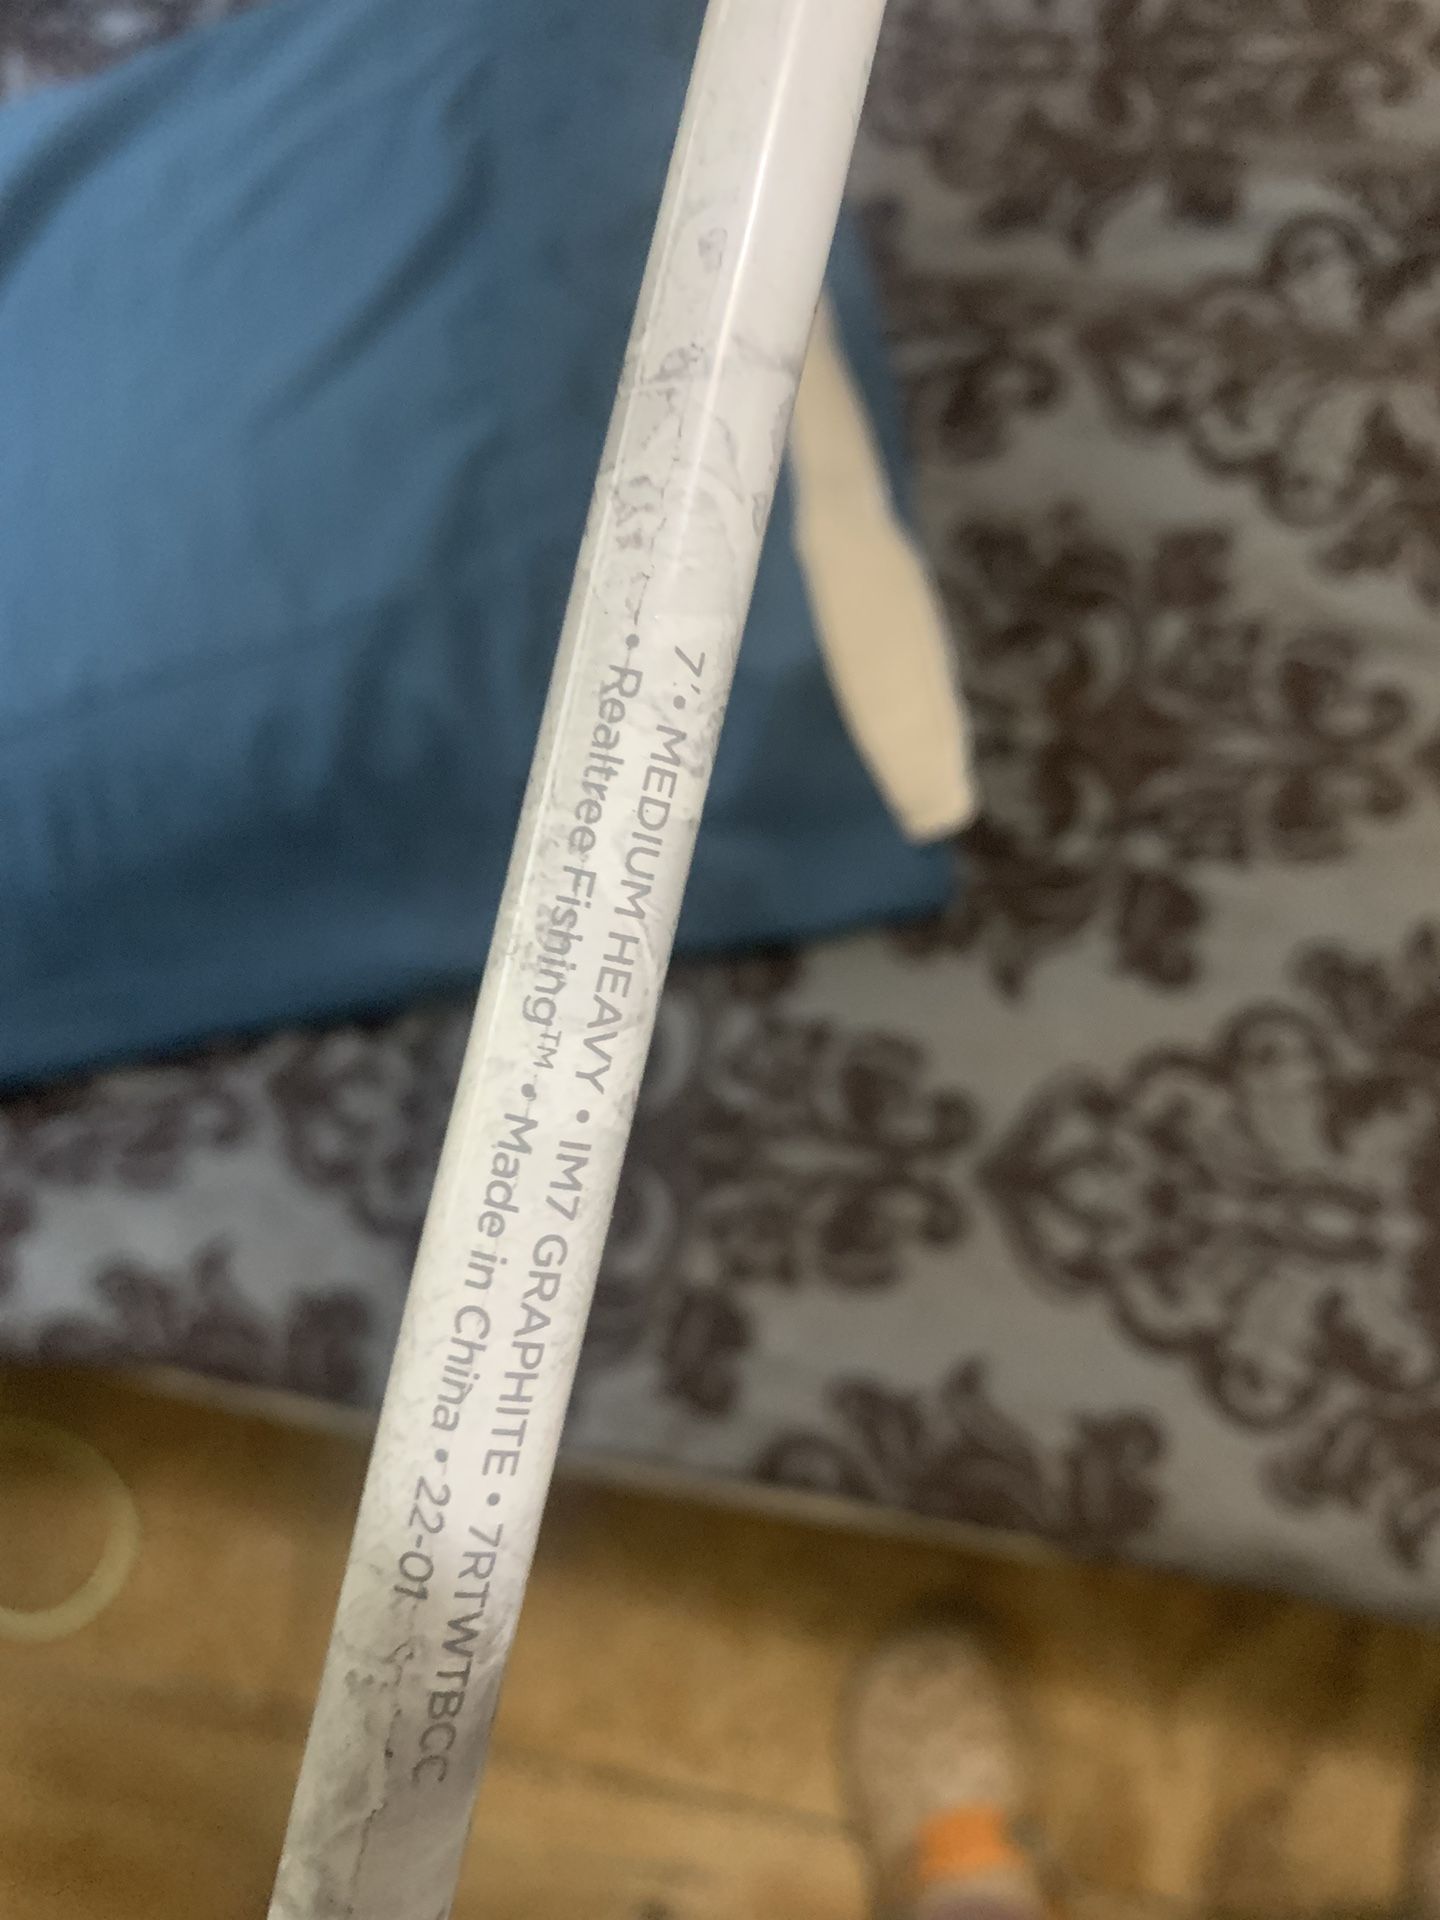 7' • MEDIUM HEAVY • IM7 GRAPHITE • 7RTWTBCC
• Realtree Fishing™ • Made in China • 22-01